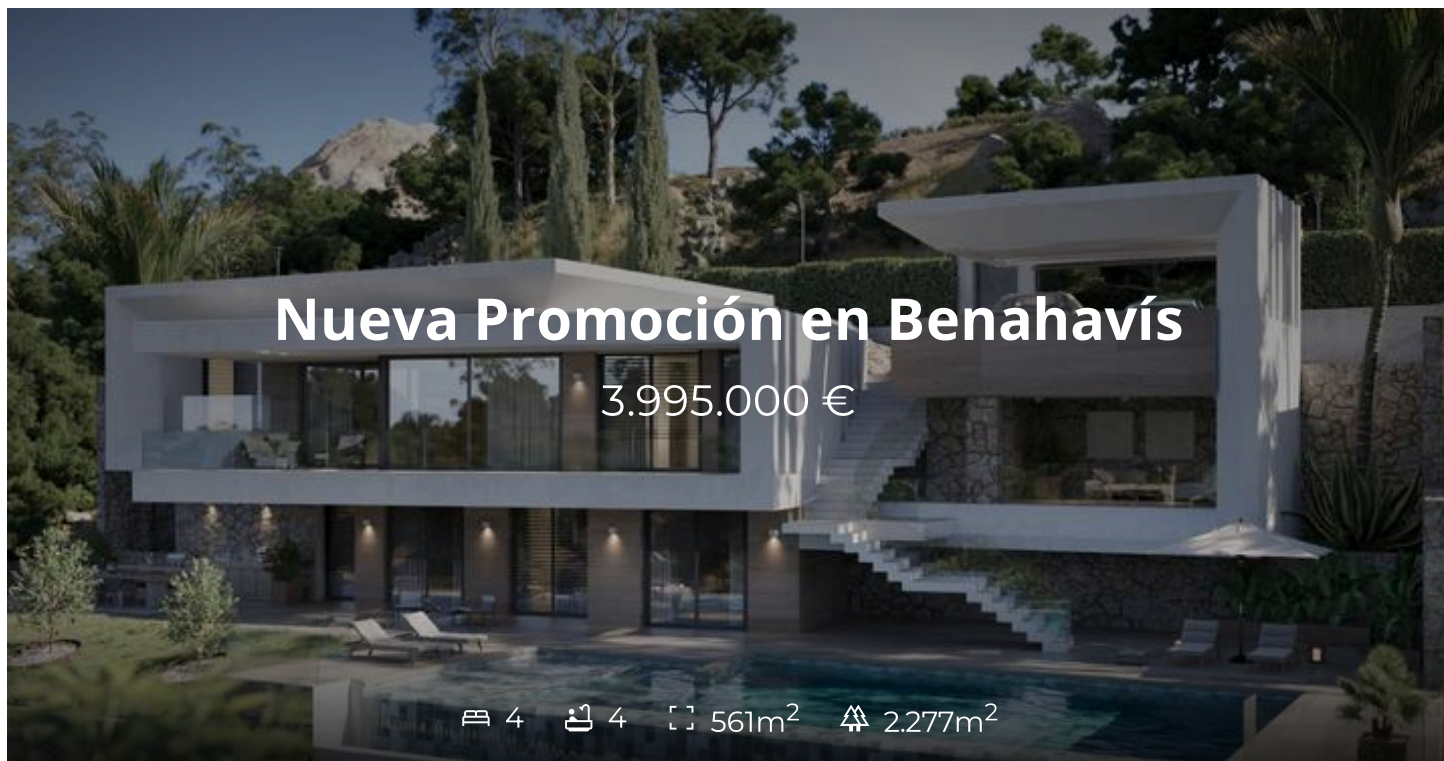 Nueva Promoción en Benahavís
3.995.000 €
4 4 561m² 2.277m²